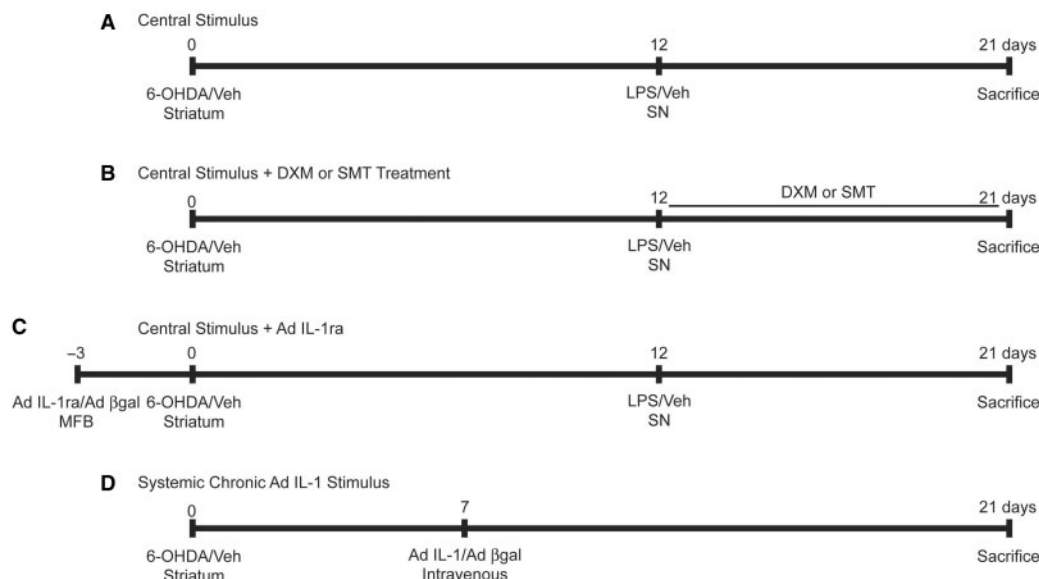 A Central Stimulus
0 12 21 days
6-OHDA/Veh LPS/Veh Sacrifice
Striatum SN
B Central Stimulus + DXM or SMT Treatment
DXM or SMT
0 12 21 days
6-OHDA/Veh LPS/Veh Sacrifice
Striatum SN
C Central Stimulus + Ad IL-1ra
–3 0 12 21 days
Ad IL-1ra/Ad βgal 6-OHDA/Veh LPS/Veh Sacrifice
MFB Striatum SN
D Systemic Chronic Ad IL-1 Stimulus
0 7 21 days
6-OHDA/Veh Ad IL-1/Ad βgal Sacrifice
Striatum Intravenous